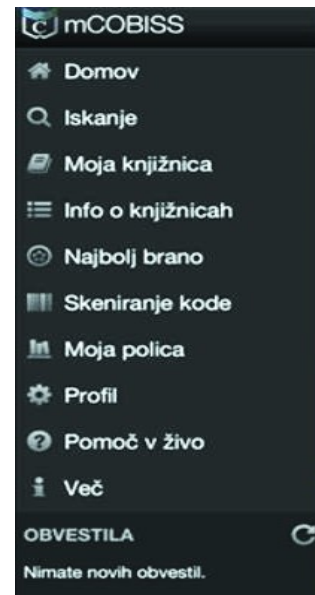 mCOBISS
Domov
Iskanje
Moja knjižnica
Info o knjižnicah
Najbolj brano
Skeniranje kode
Moja polica
Profil
Pomoč v živo
Več
OBVESTILA
Nimate novih obvestil.